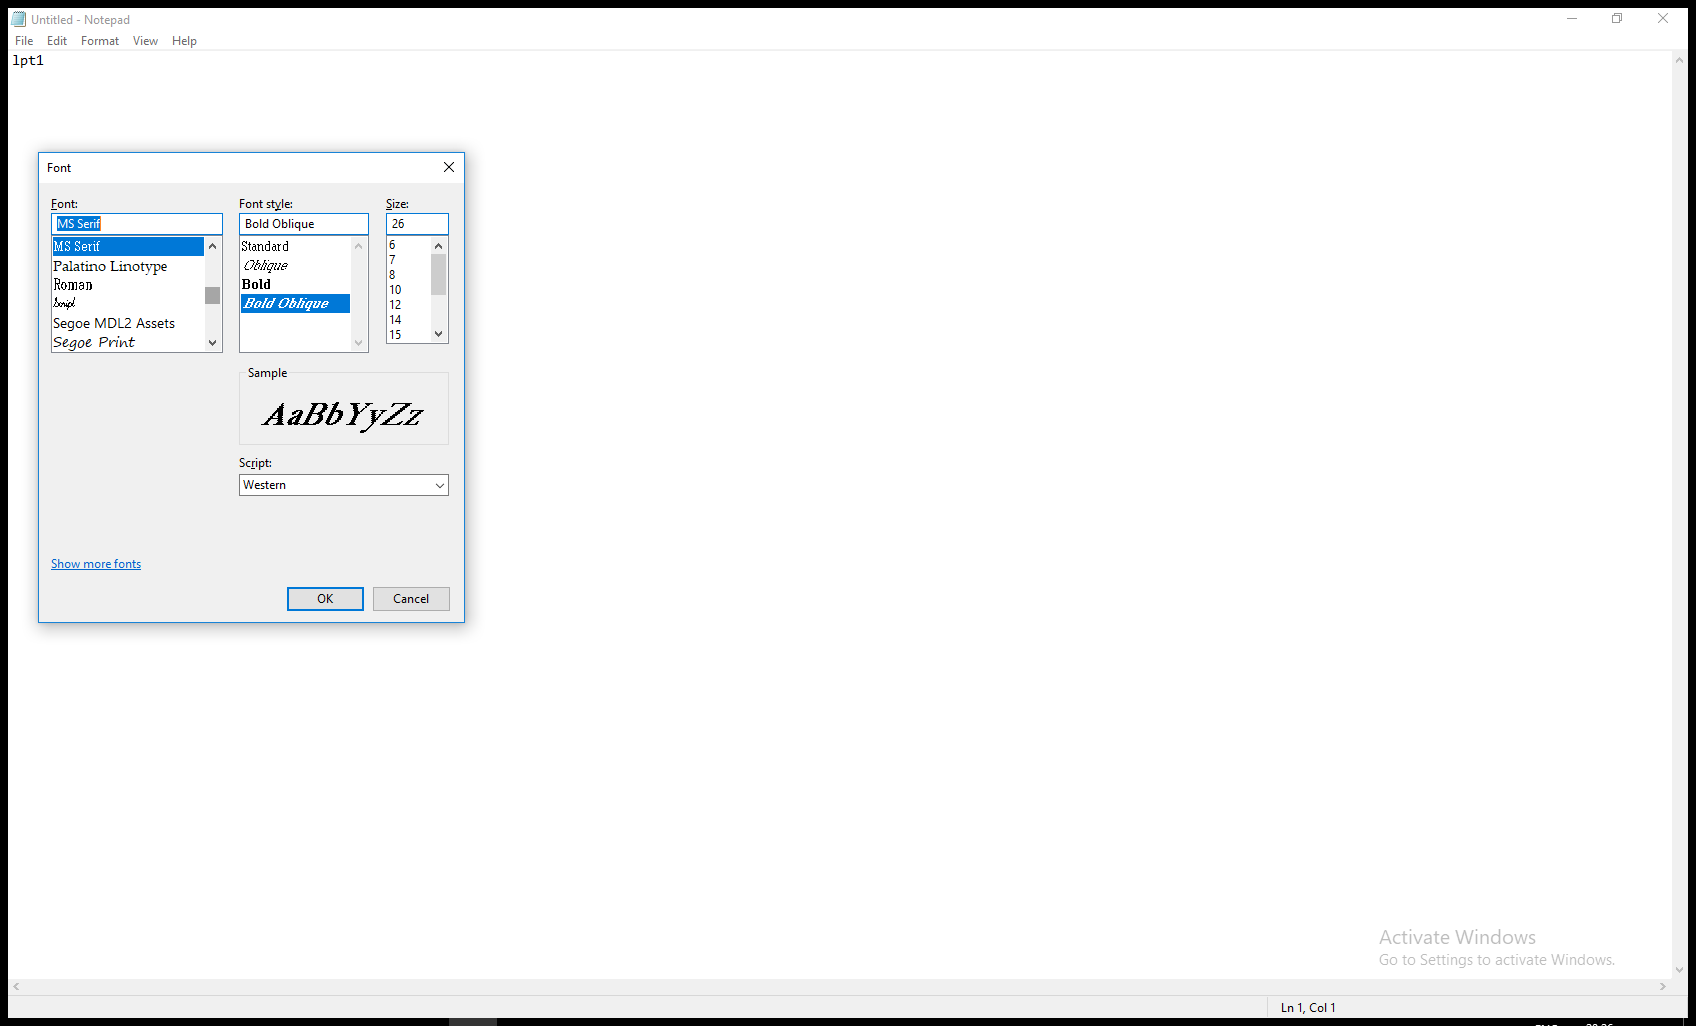 Untitled - Notepad
File Edit Format View Help
lpt1
Font
Font: Font style: Size:
MS Serif Bold Oblique 26
MS Serif
Palatino Linotype
Roman
Script
Segoe MDL2 Assets
Segoe Print
Standard
Oblique
Bold
Bold Oblique
6
7
8
10
12
14
15
Sample
AaBbYyZz
Script:
Western
Show more fonts
OK Cancel
Activate Windows
Go to Settings to activate Windows.
Ln 1, Col 1